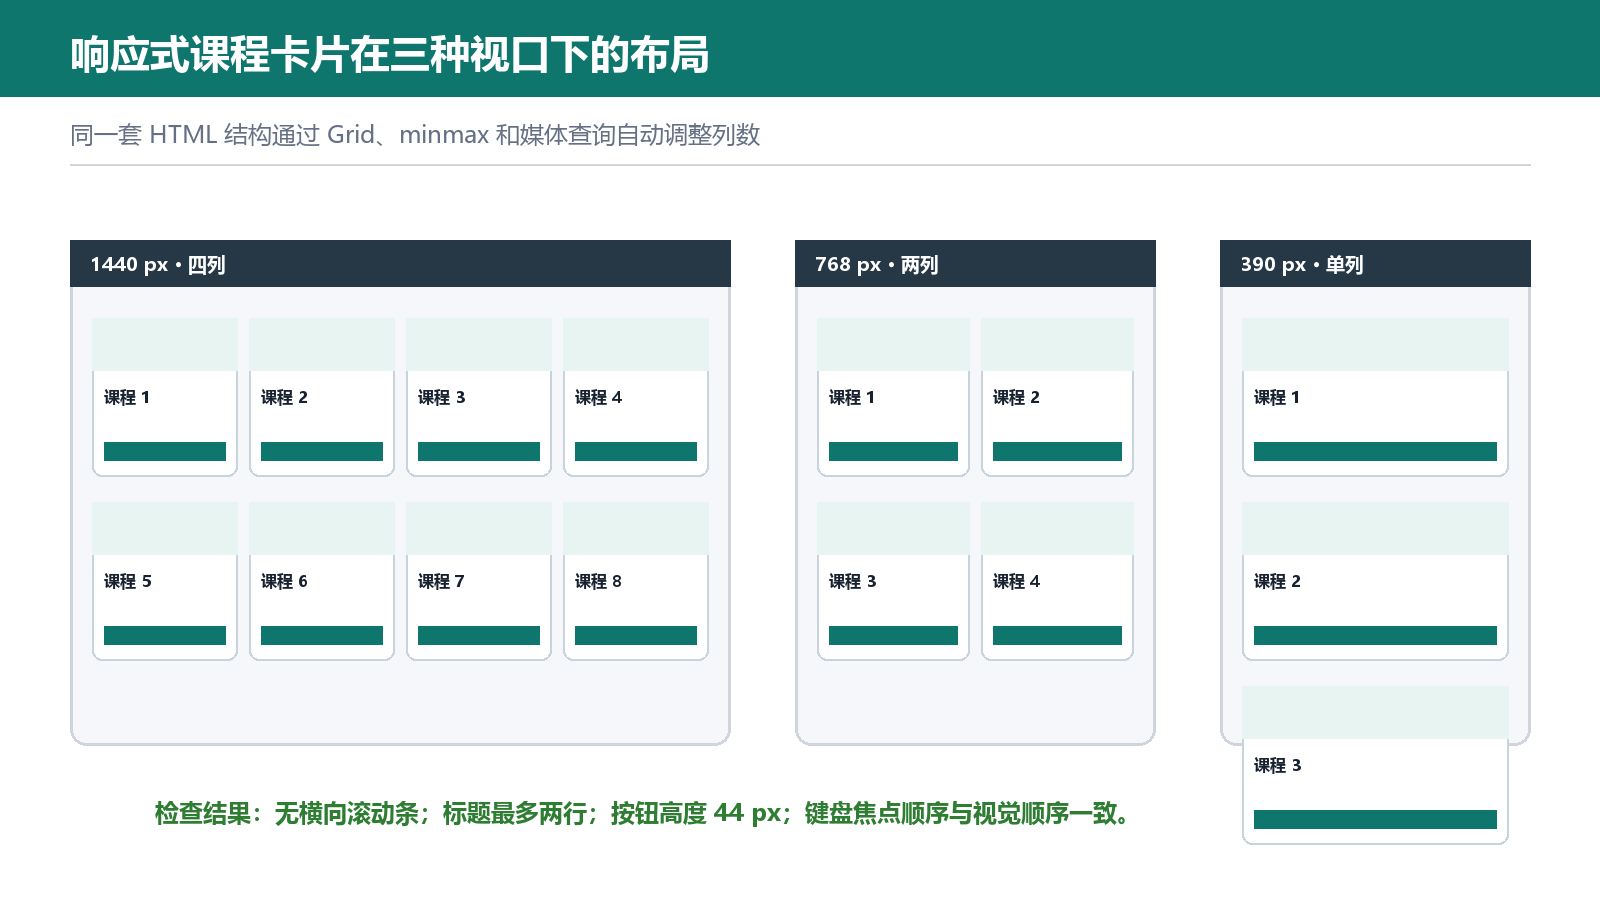 响应式课程卡片在三种视口下的布局
同一套 HTML 结构通过 Grid、minmax 和媒体查询自动调整列数
1440 px · 四列
课程 1
课程 2
课程 3
课程 4
课程 5
课程 6
课程 7
课程 8
768 px · 两列
课程 1
课程 2
课程 3
课程 4
390 px · 单列
课程 1
课程 2
课程 3
检查结果：无横向滚动条；标题最多两行；按钮高度 44 px；键盘焦点顺序与视觉顺序一致。